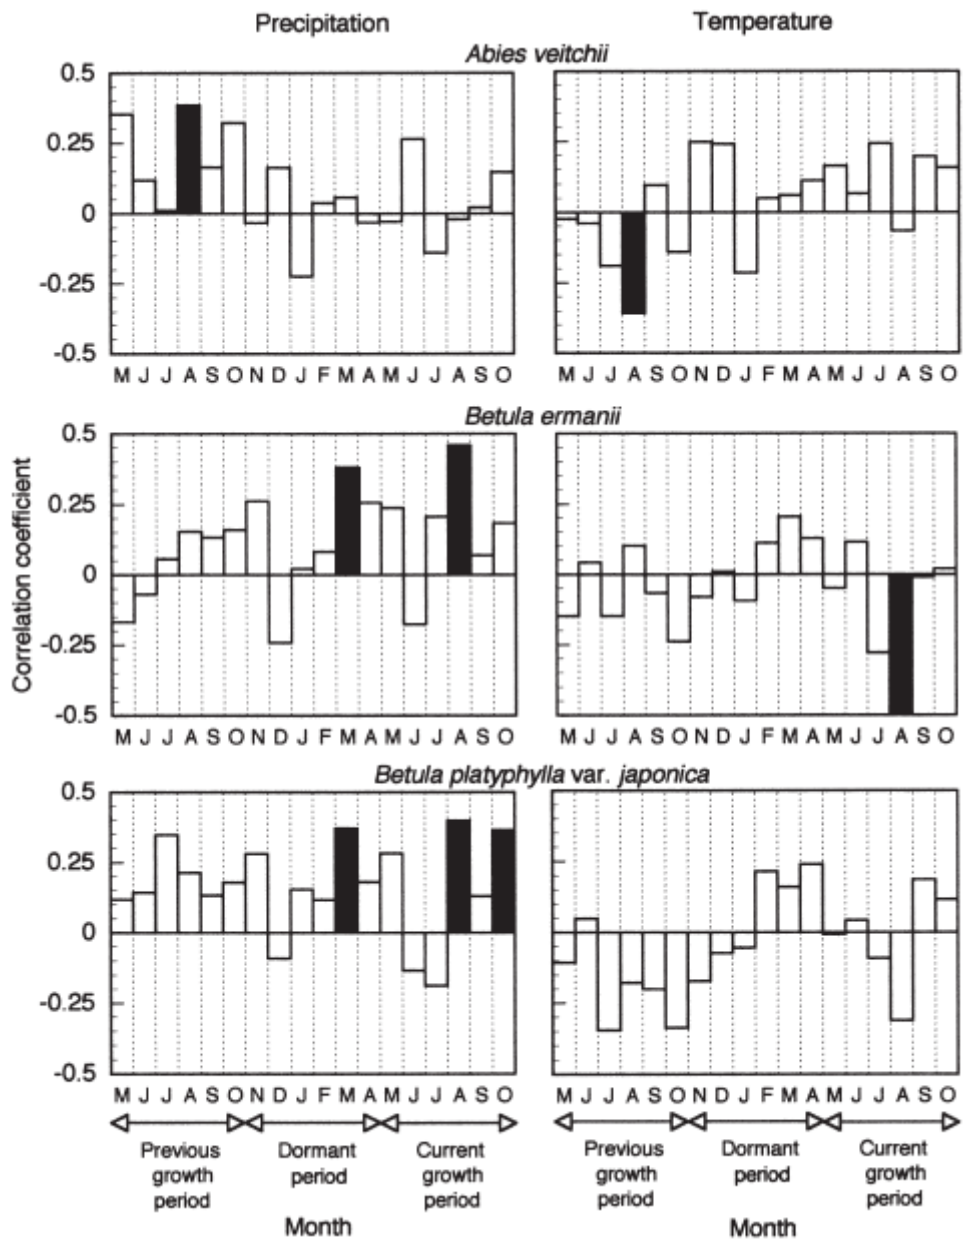 Precipitation Temperature
Abies veitchii
0.5
0.25
0
-0.25
-0.5
M J J A S O N D J F M A M J J A S O M J J A S O N D J F M A M J J A S O
Betula ermanii
0.5
0.25
0
-0.25
-0.5
M J J A S O N D J F M A M J J A S O M J J A S O N D J F M A M J J A S O
Correlation coefficient
Betula platyphylla var. japonica
0.5
0.25
0
-0.25
-0.5
M J J A S O N D J F M A M J J A S O M J J A S O N D J F M A M J J A S O
Previous growth period
Dormant period
Current growth period
Previous growth period
Dormant period
Current growth period
Month Month